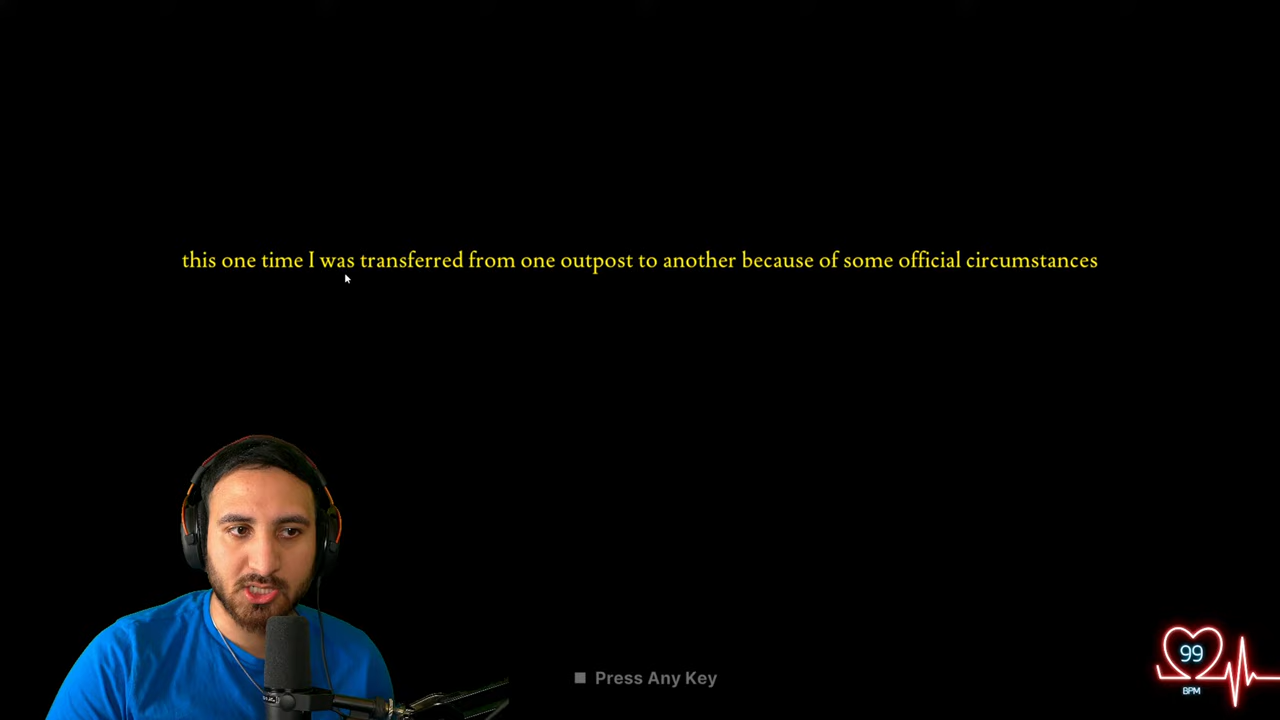 this one time I was transferred from one outpost to another because of some official circumstances
Press Any Key
99
BPM